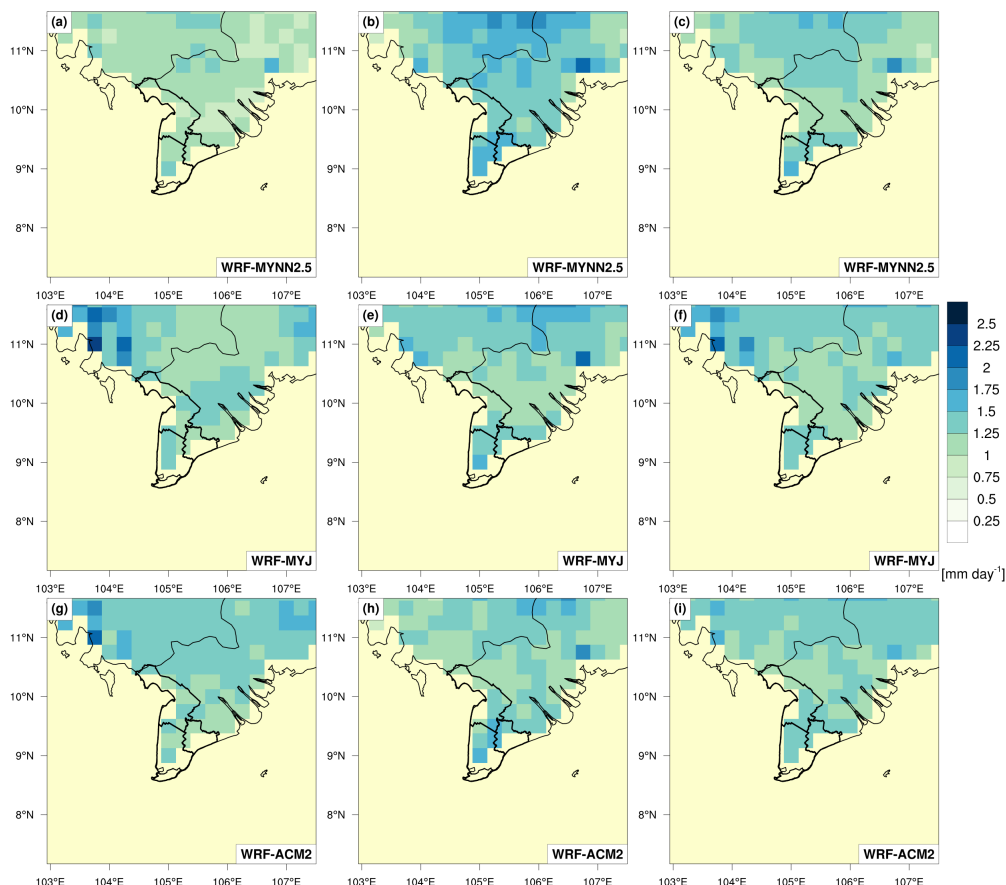 (a) (b) (c)
11°N 11°N 11°N
10°N 10°N 10°N
9°N 9°N 9°N
8°N 8°N 8°N
WRF-MYNN2.5 WRF-MYNN2.5 WRF-MYNN2.5
103°E 104°E 105°E 106°E 107°E 103°E 104°E 105°E 106°E 107°E 103°E 104°E 105°E 106°E 107°E
(d) (e) (f)
11°N 11°N 11°N
10°N 10°N 10°N
9°N 9°N 9°N
8°N 8°N 8°N
WRF-MYJ WRF-MYJ WRF-MYJ
103°E 104°E 105°E 106°E 107°E 103°E 104°E 105°E 106°E 107°E 103°E 104°E 105°E 106°E 107°E
2.5
2.25
2
1.75
1.5
1.25
1
0.75
0.5
0.25
[mm day⁻¹]
(g) (h) (i)
11°N 11°N 11°N
10°N 10°N 10°N
9°N 9°N 9°N
8°N 8°N 8°N
WRF-ACM2 WRF-ACM2 WRF-ACM2
103°E 104°E 105°E 106°E 107°E 103°E 104°E 105°E 106°E 107°E 103°E 104°E 105°E 106°E 107°E